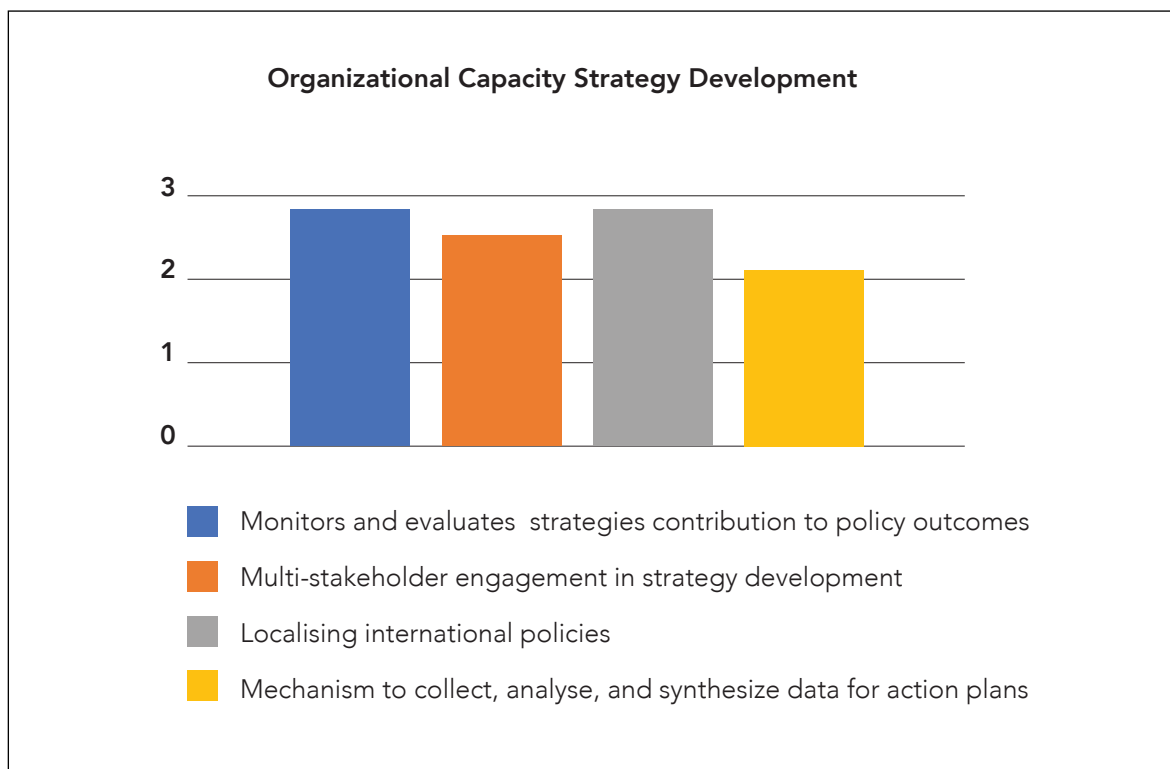 Organizational Capacity Strategy Development
3
2
1
0
Monitors and evaluates  strategies contribution to policy outcomes
Multi-stakeholder engagement in strategy development
Localising international policies
Mechanism to collect, analyse, and synthesize data for action plans